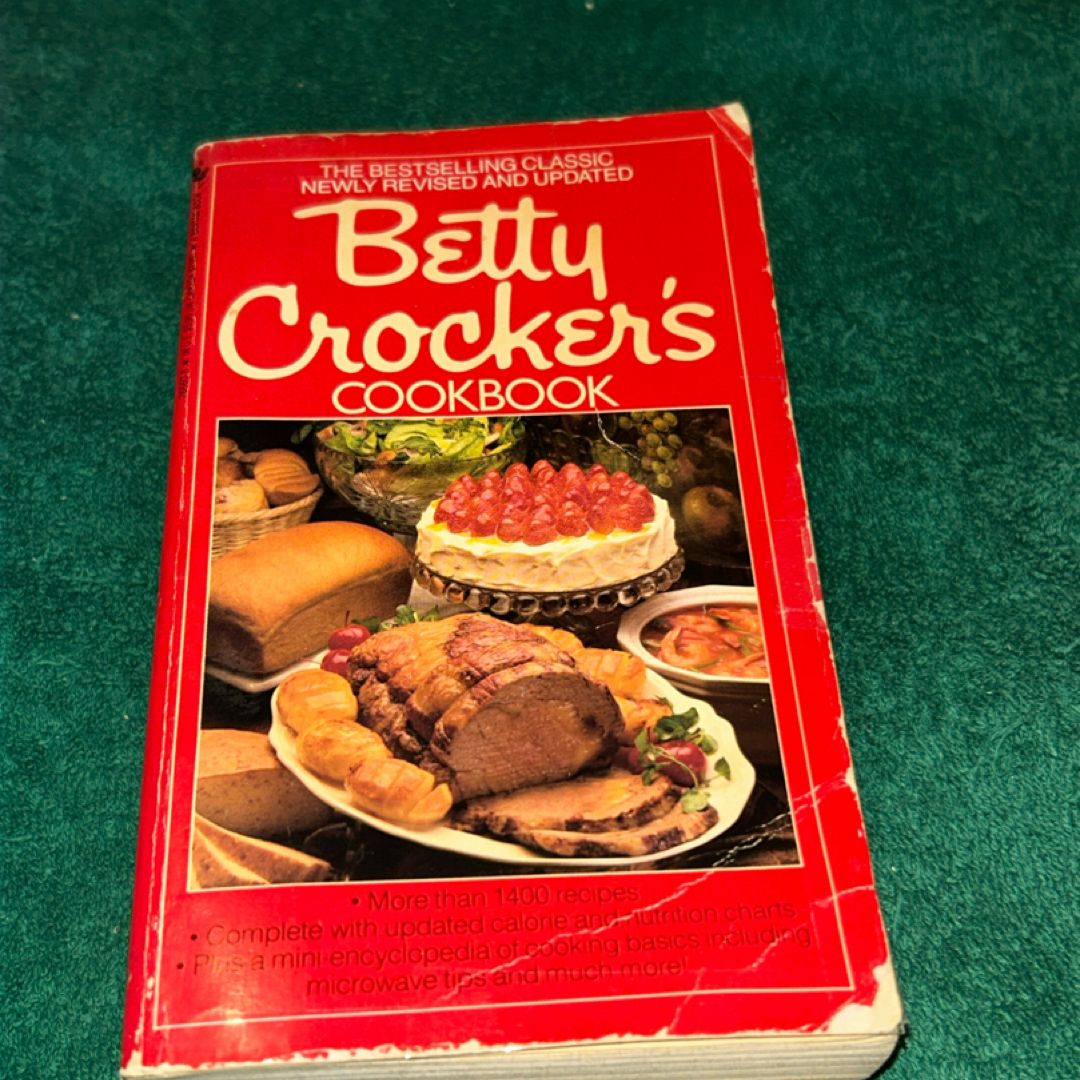 THE BESTSELLING CLASSIC
NEWLY REVISED AND UPDATED
Betty
Crocker's
COOKBOOK
• More than 1400 recipes
• Complete with updated calorie and nutrition charts
• Plus a mini-encyclopedia of cooking basics including
microwave tips and much more!